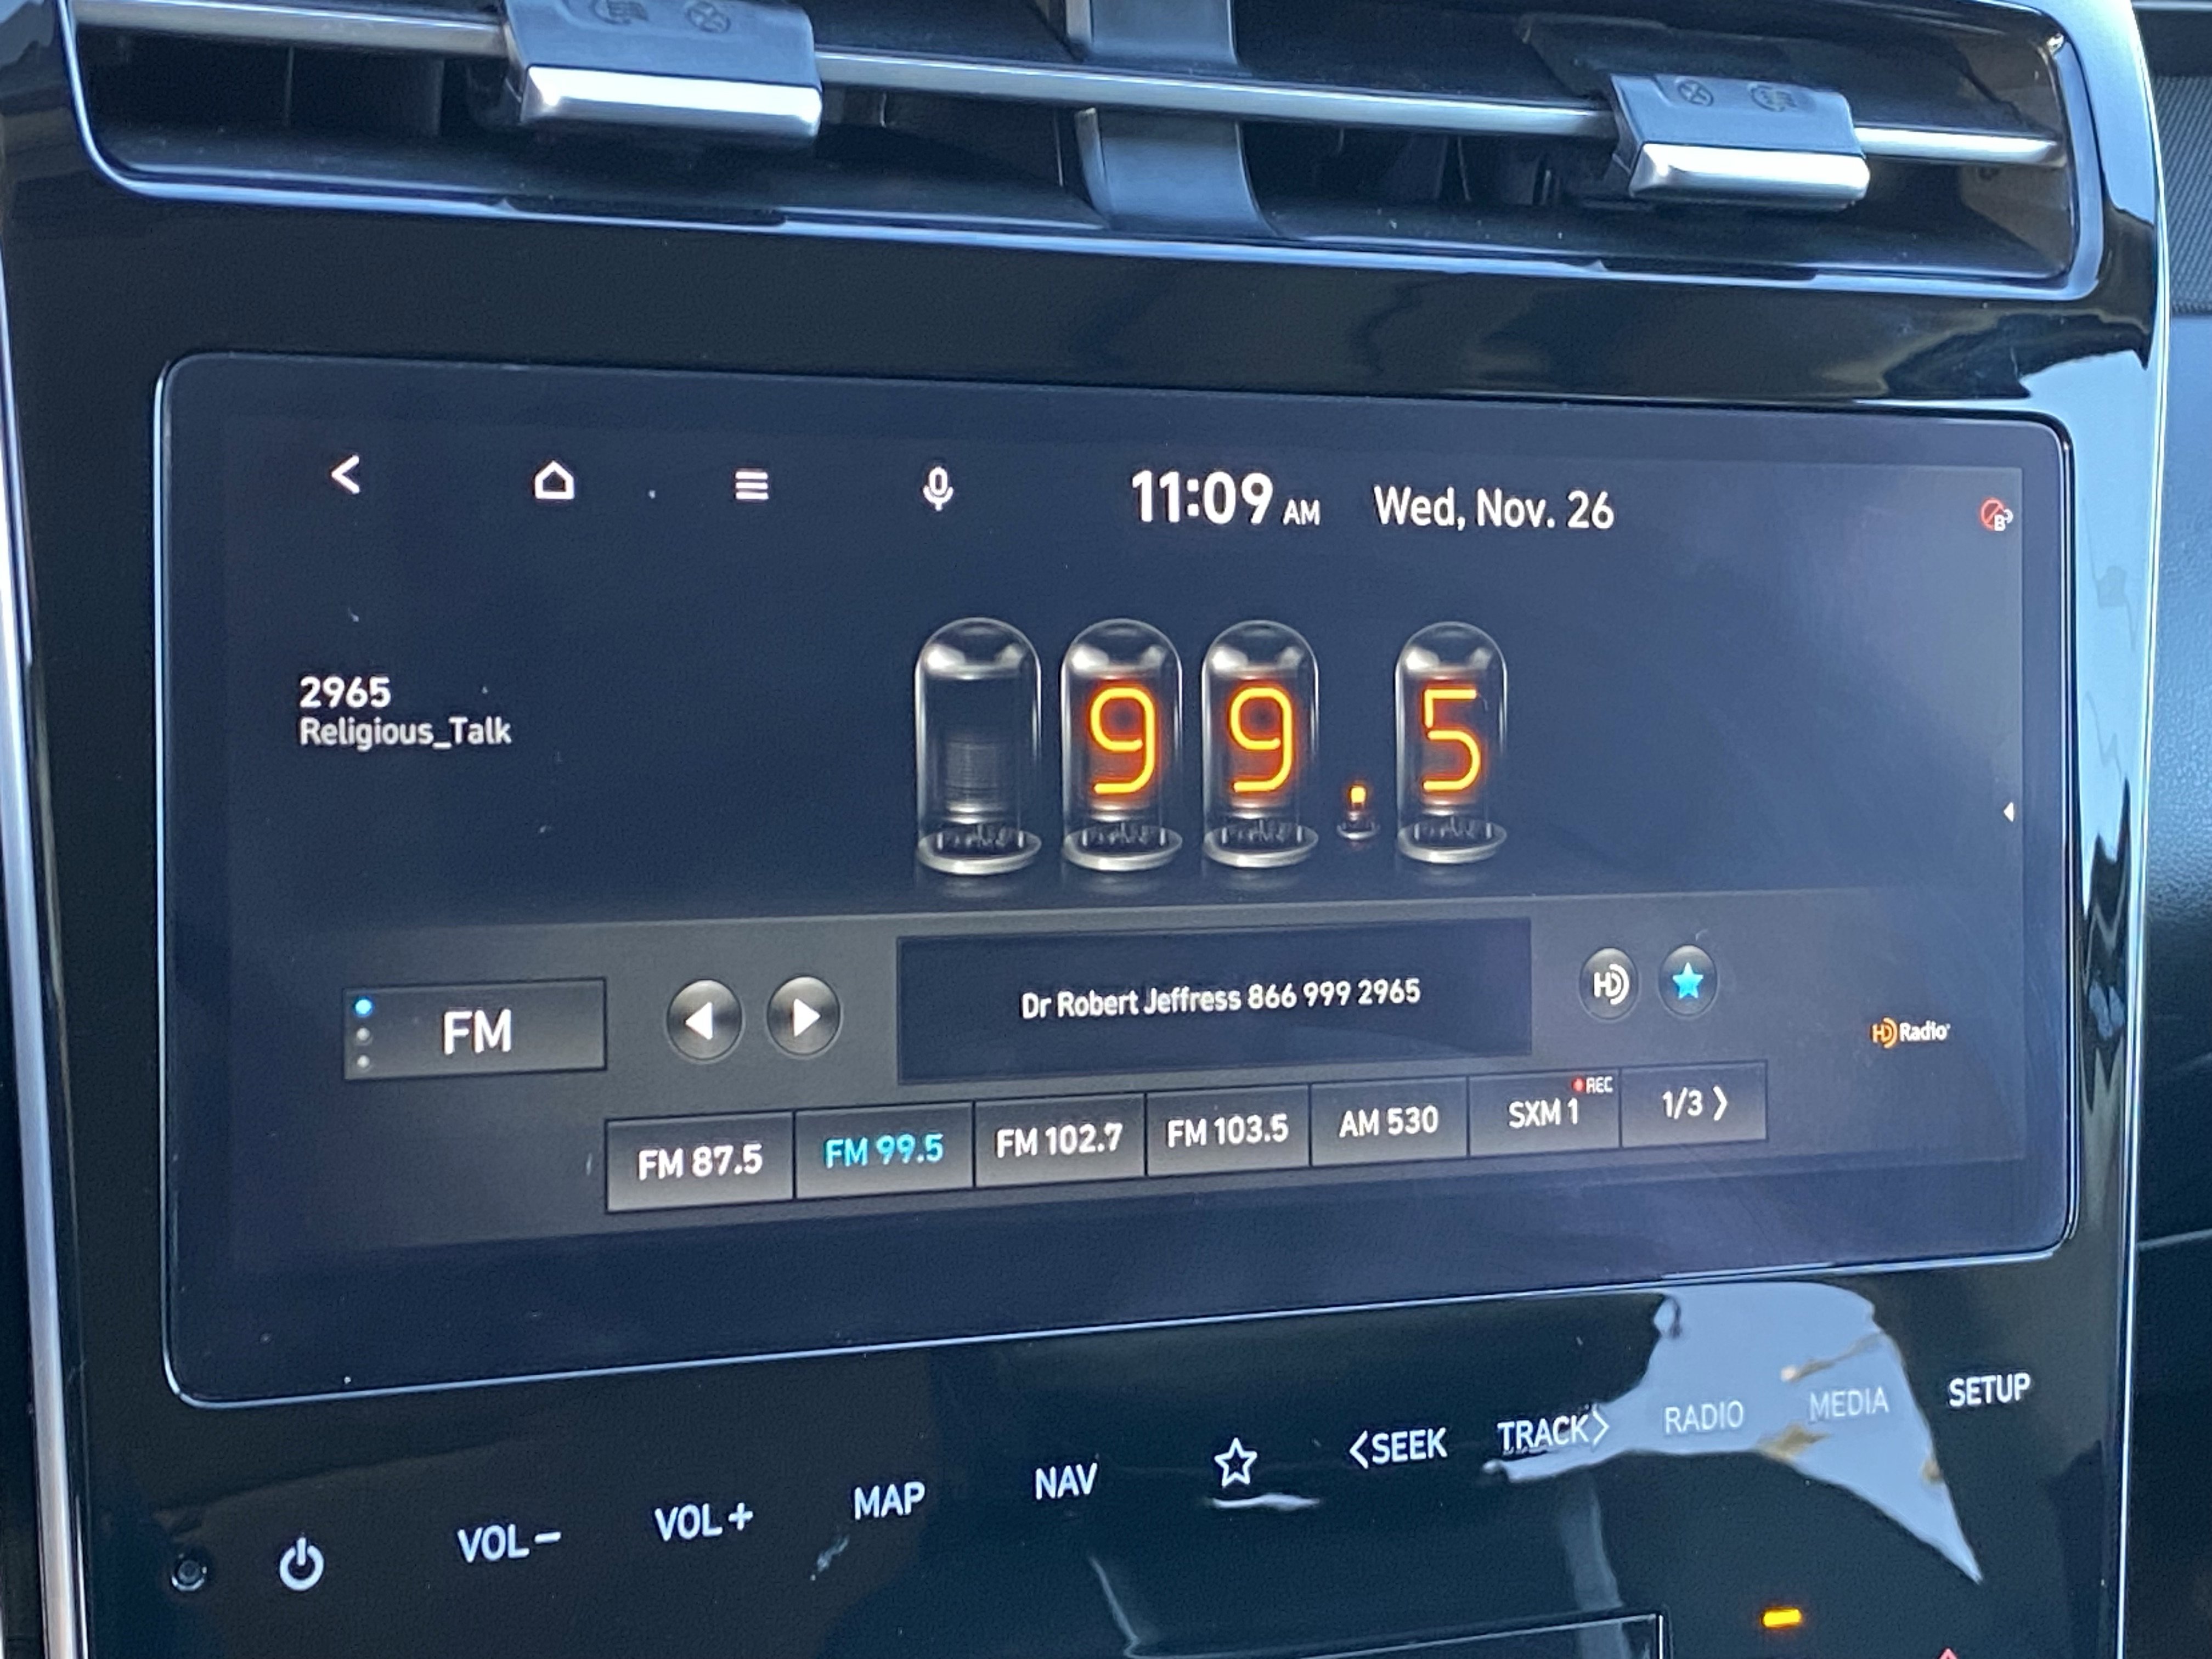 11:09 AM Wed, Nov. 26
2965
Religious_Talk
99.5
Dr Robert Jeffress 866 999 2965
HD
FM
HD Radio
REC
FM 87.5 FM 99.5 FM 102.7 FM 103.5 AM 530 SXM 1 1/3 >
VOL - VOL + MAP NAV <SEEK TRACK> RADIO MEDIA SETUP